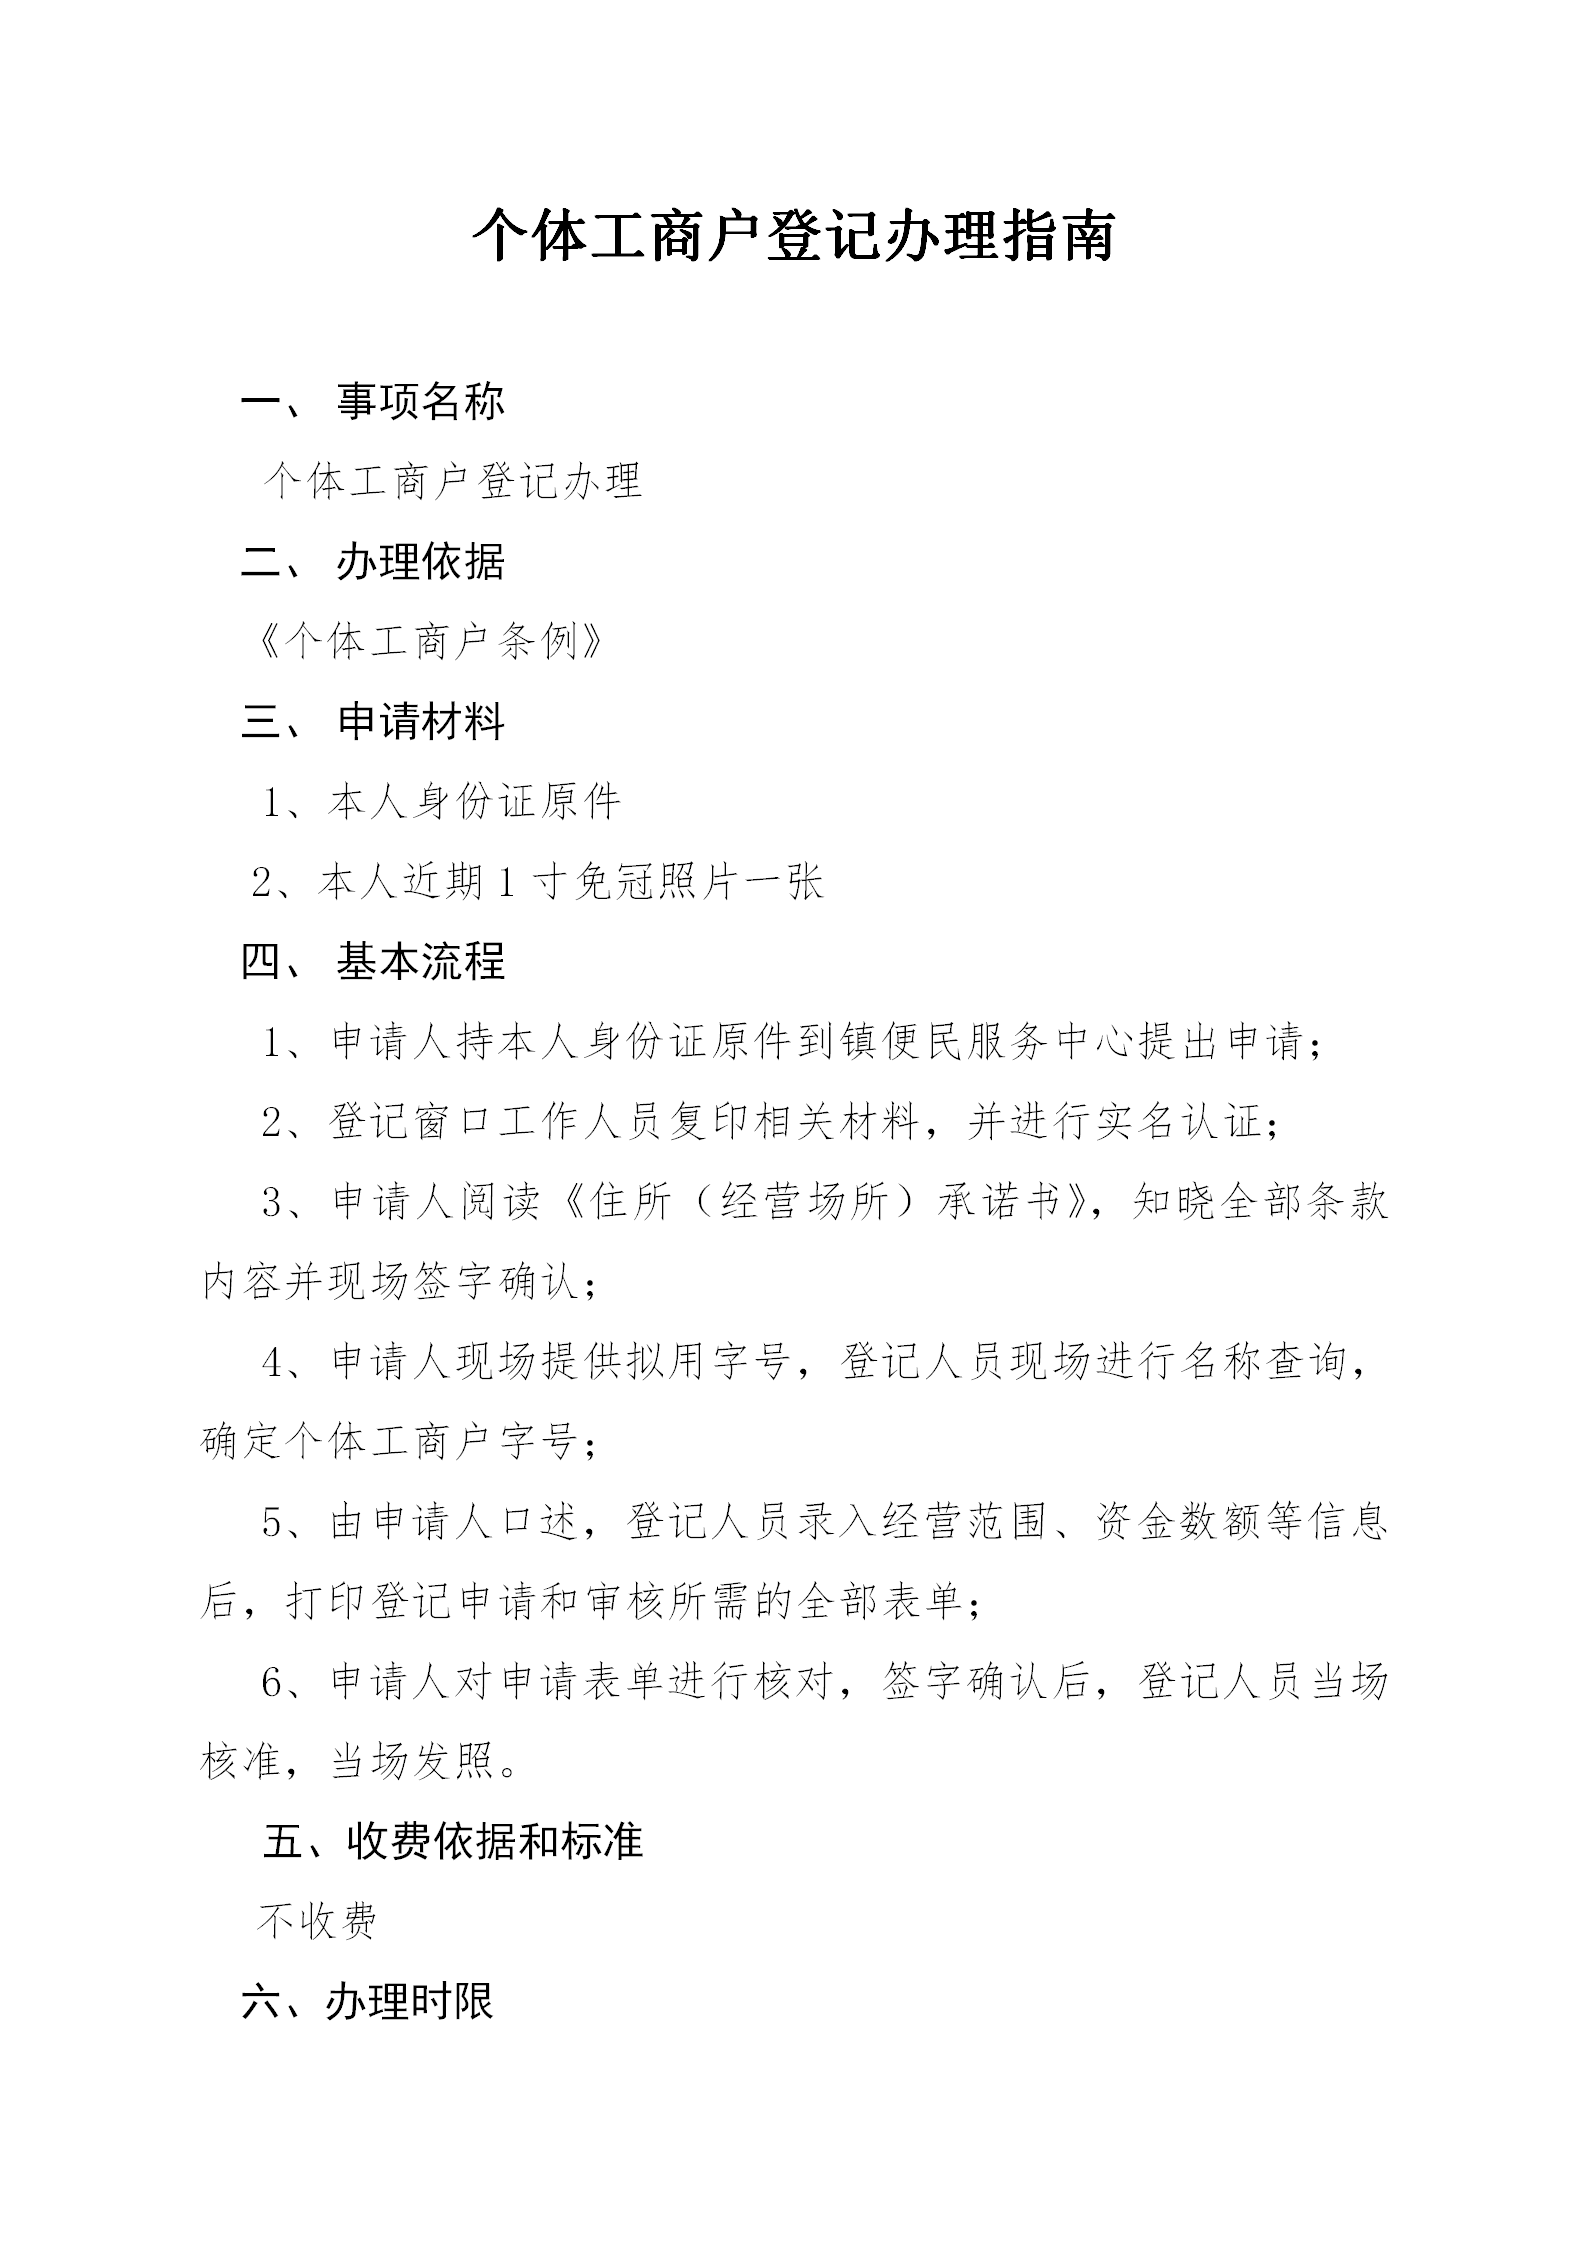 个体工商户登记办理指南
一、 事项名称
个体工商户登记办理
二、 办理依据
《个体工商户条例》
三、 申请材料
1、本人身份证原件
2、本人近期1寸免冠照片一张
四、 基本流程
1、申请人持本人身份证原件到镇便民服务中心提出申请；
2、登记窗口工作人员复印相关材料，并进行实名认证；
3、申请人阅读《住所（经营场所）承诺书》，知晓全部条款
内容并现场签字确认；
4、申请人现场提供拟用字号，登记人员现场进行名称查询，
确定个体工商户字号；
5、由申请人口述，登记人员录入经营范围、资金数额等信息
后，打印登记申请和审核所需的全部表单；
6、申请人对申请表单进行核对，签字确认后，登记人员当场
核准，当场发照。
五、收费依据和标准
不收费
六、办理时限